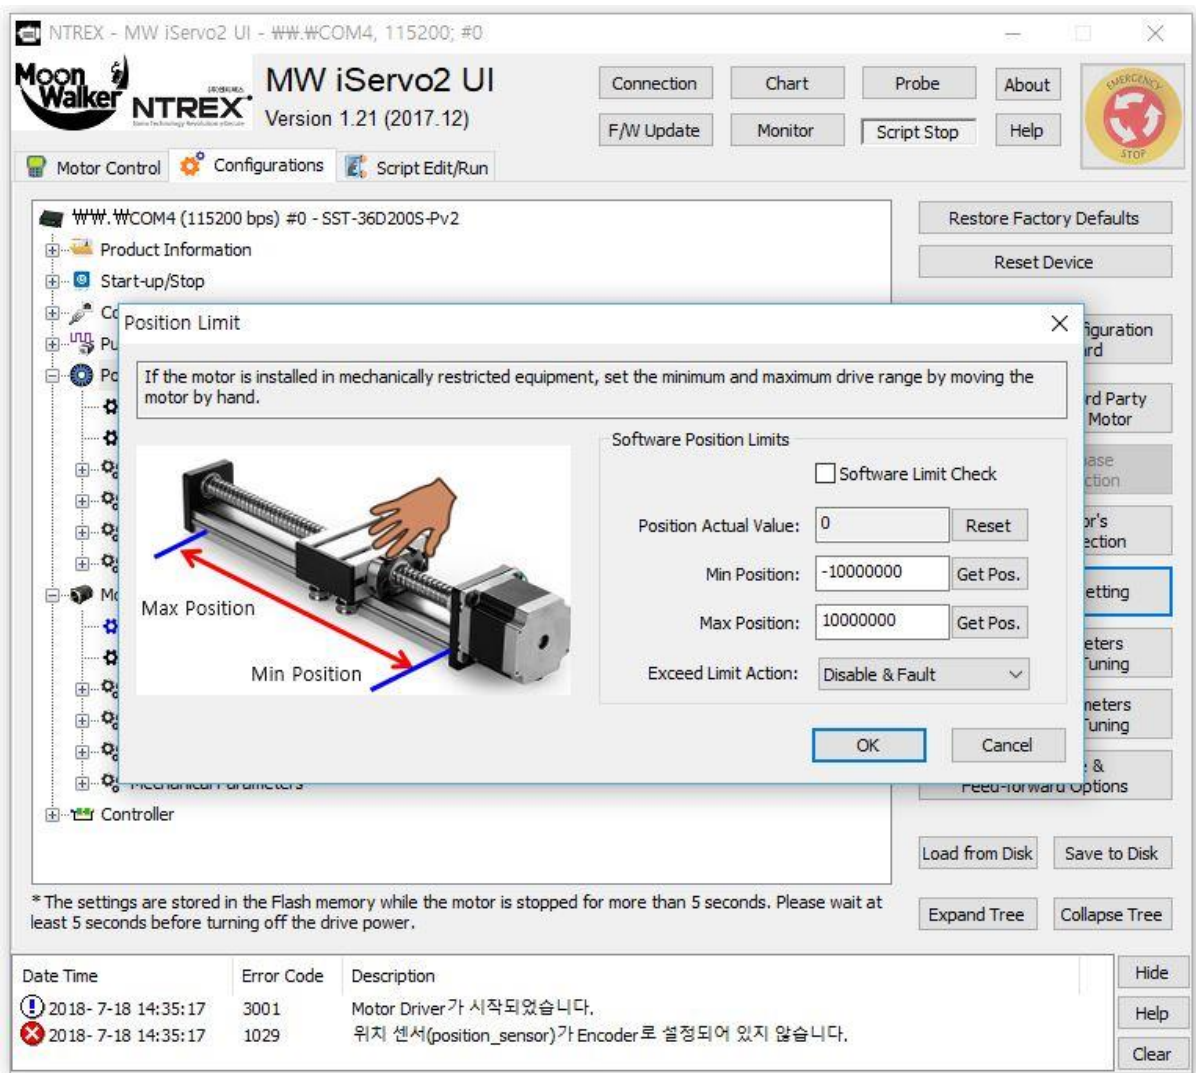 NTREX - MW iServo2 UI - ₩₩.₩COM4, 115200; #0
Moon Walker NTREX
MW iServo2 UI
Version 1.21 (2017.12)
Connection Chart Probe About
F/W Update Monitor Script Stop Help
EMERGENCY STOP
Motor Control Configurations Script Edit/Run
₩₩.₩COM4 (115200 bps) #0 - SST-36D200S-Pv2
Product Information
Start-up/Stop
Restore Factory Defaults
Reset Device
Position Limit
If the motor is installed in mechanically restricted equipment, set the minimum and maximum drive range by moving the
motor by hand.
Max Position
Min Position
Software Position Limits
Software Limit Check
Position Actual Value: 0 Reset
Min Position: -10000000 Get Pos.
Max Position: 10000000 Get Pos.
Exceed Limit Action: Disable & Fault
OK Cancel
Party
Motor
Controller
Load from Disk Save to Disk
* The settings are stored in the Flash memory while the motor is stopped for more than 5 seconds. Please wait at
least 5 seconds before turning off the drive power.
Expand Tree Collapse Tree
Date Time Error Code Description
2018- 7-18 14:35:17 3001 Motor Driver가 시작되었습니다.
2018- 7-18 14:35:17 1029 위치 센서(position_sensor)가 Encoder로 설정되어 있지 않습니다.
Hide
Help
Clear